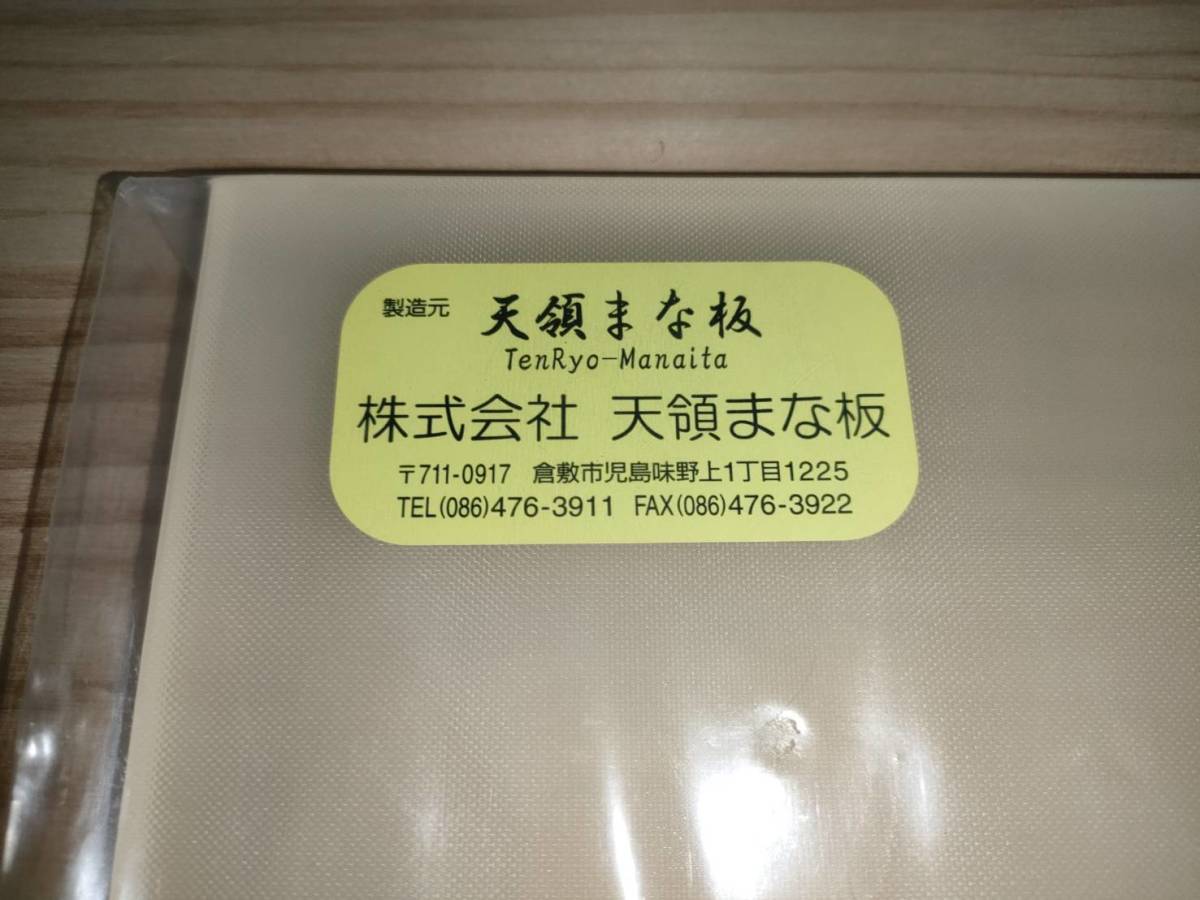 製造元 天領まな板
TenRyo-Manaita
株式会社 天領まな板
〒711-0917 倉敷市児島味野上1丁目1225
TEL(086)476-3911 FAX(086)476-3922